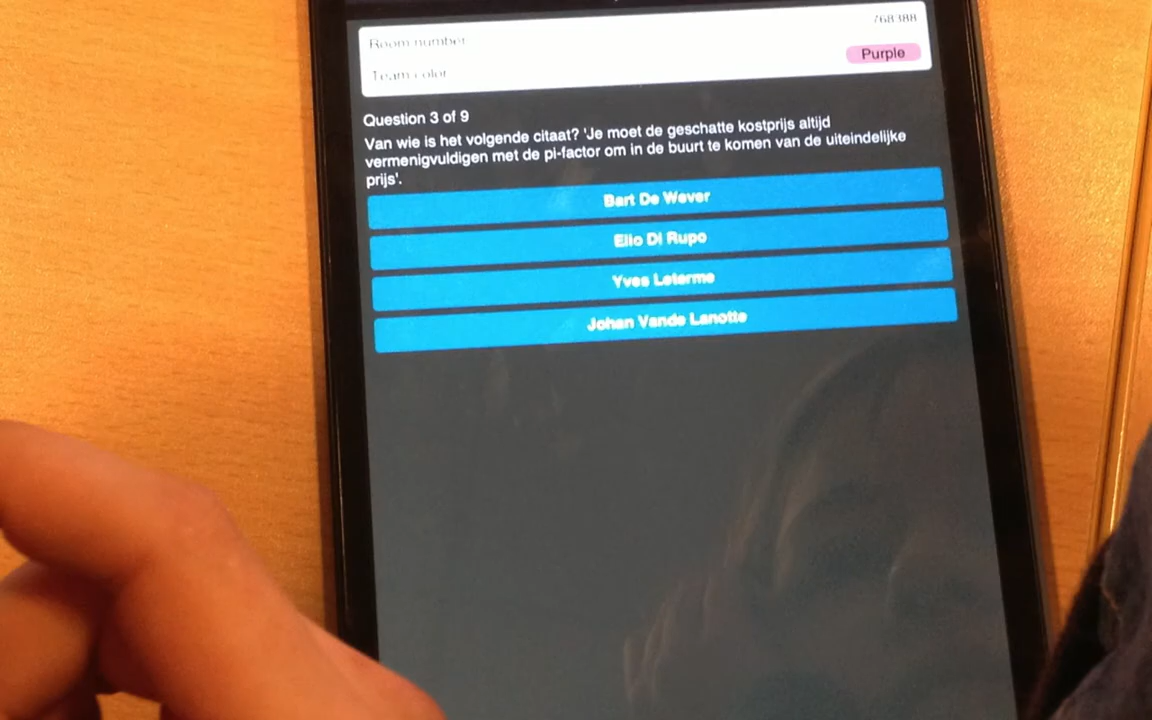 Room number 768388
Team color Purple
Question 3 of 9
Van wie is het volgende citaat? 'Je moet de geschatte kostprijs altijd
vermenigvuldigen met de pi-factor om in de buurt te komen van de uiteindelijke
prijs'.
Bart De Wever
Elio Di Rupo
Yves Leterme
Johan Vande Lanotte